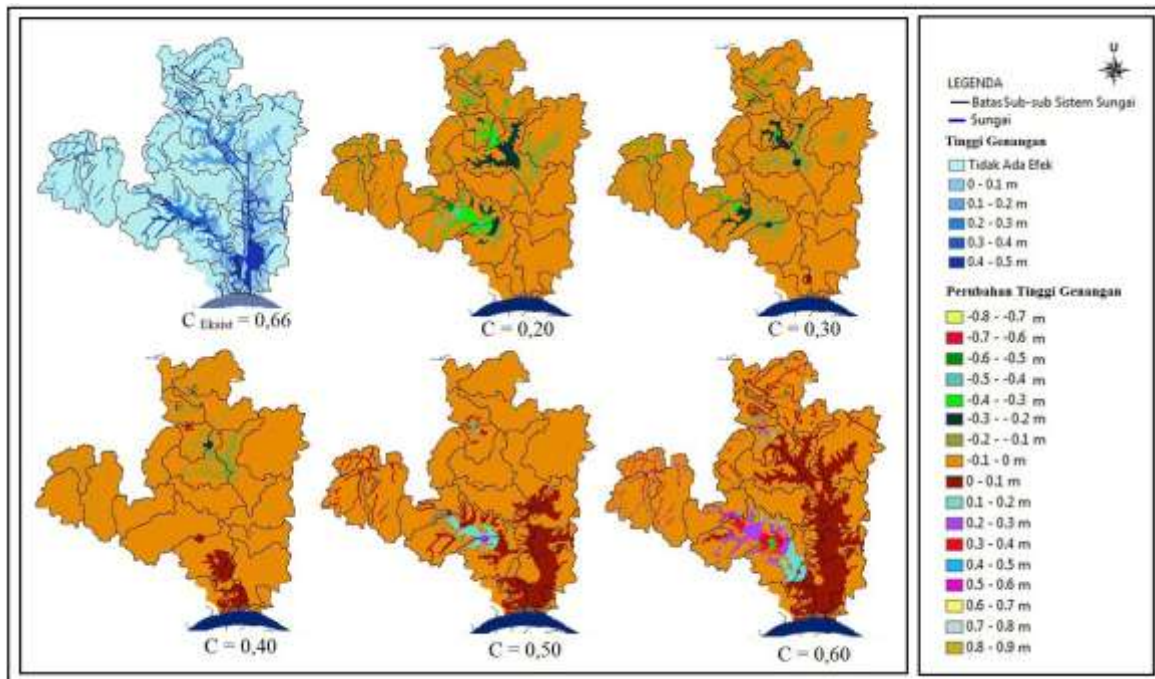 C Eksist = 0,66
C = 0,20
C = 0,30
C = 0,40
C = 0,50
C = 0,60
U
LEGENDA
Batas Sub-sub Sistem Sungai
Sungai
Tinggi Genangan
Tidak Ada Efek
0 - 0.1 m
0.1 - 0.2 m
0.2 - 0.3 m
0.3 - 0.4 m
0.4 - 0.5 m
Perubahan Tinggi Genangan
-0.8 - -0.7 m
-0.7 - -0.6 m
-0.6 - -0.5 m
-0.5 - -0.4 m
-0.4 - -0.3 m
-0.3 - -0.2 m
-0.2 - -0.1 m
-0.1 - 0 m
0 - 0.1 m
0.1 - 0.2 m
0.2 - 0.3 m
0.3 - 0.4 m
0.4 - 0.5 m
0.5 - 0.6 m
0.6 - 0.7 m
0.7 - 0.8 m
0.8 - 0.9 m